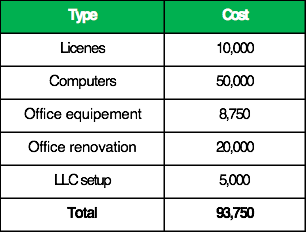 Type Cost
Licenes 10,000
Computers 50,000
Office equipement 8,750
Office renovation 20,000
LLC setup 5,000
Total 93,750